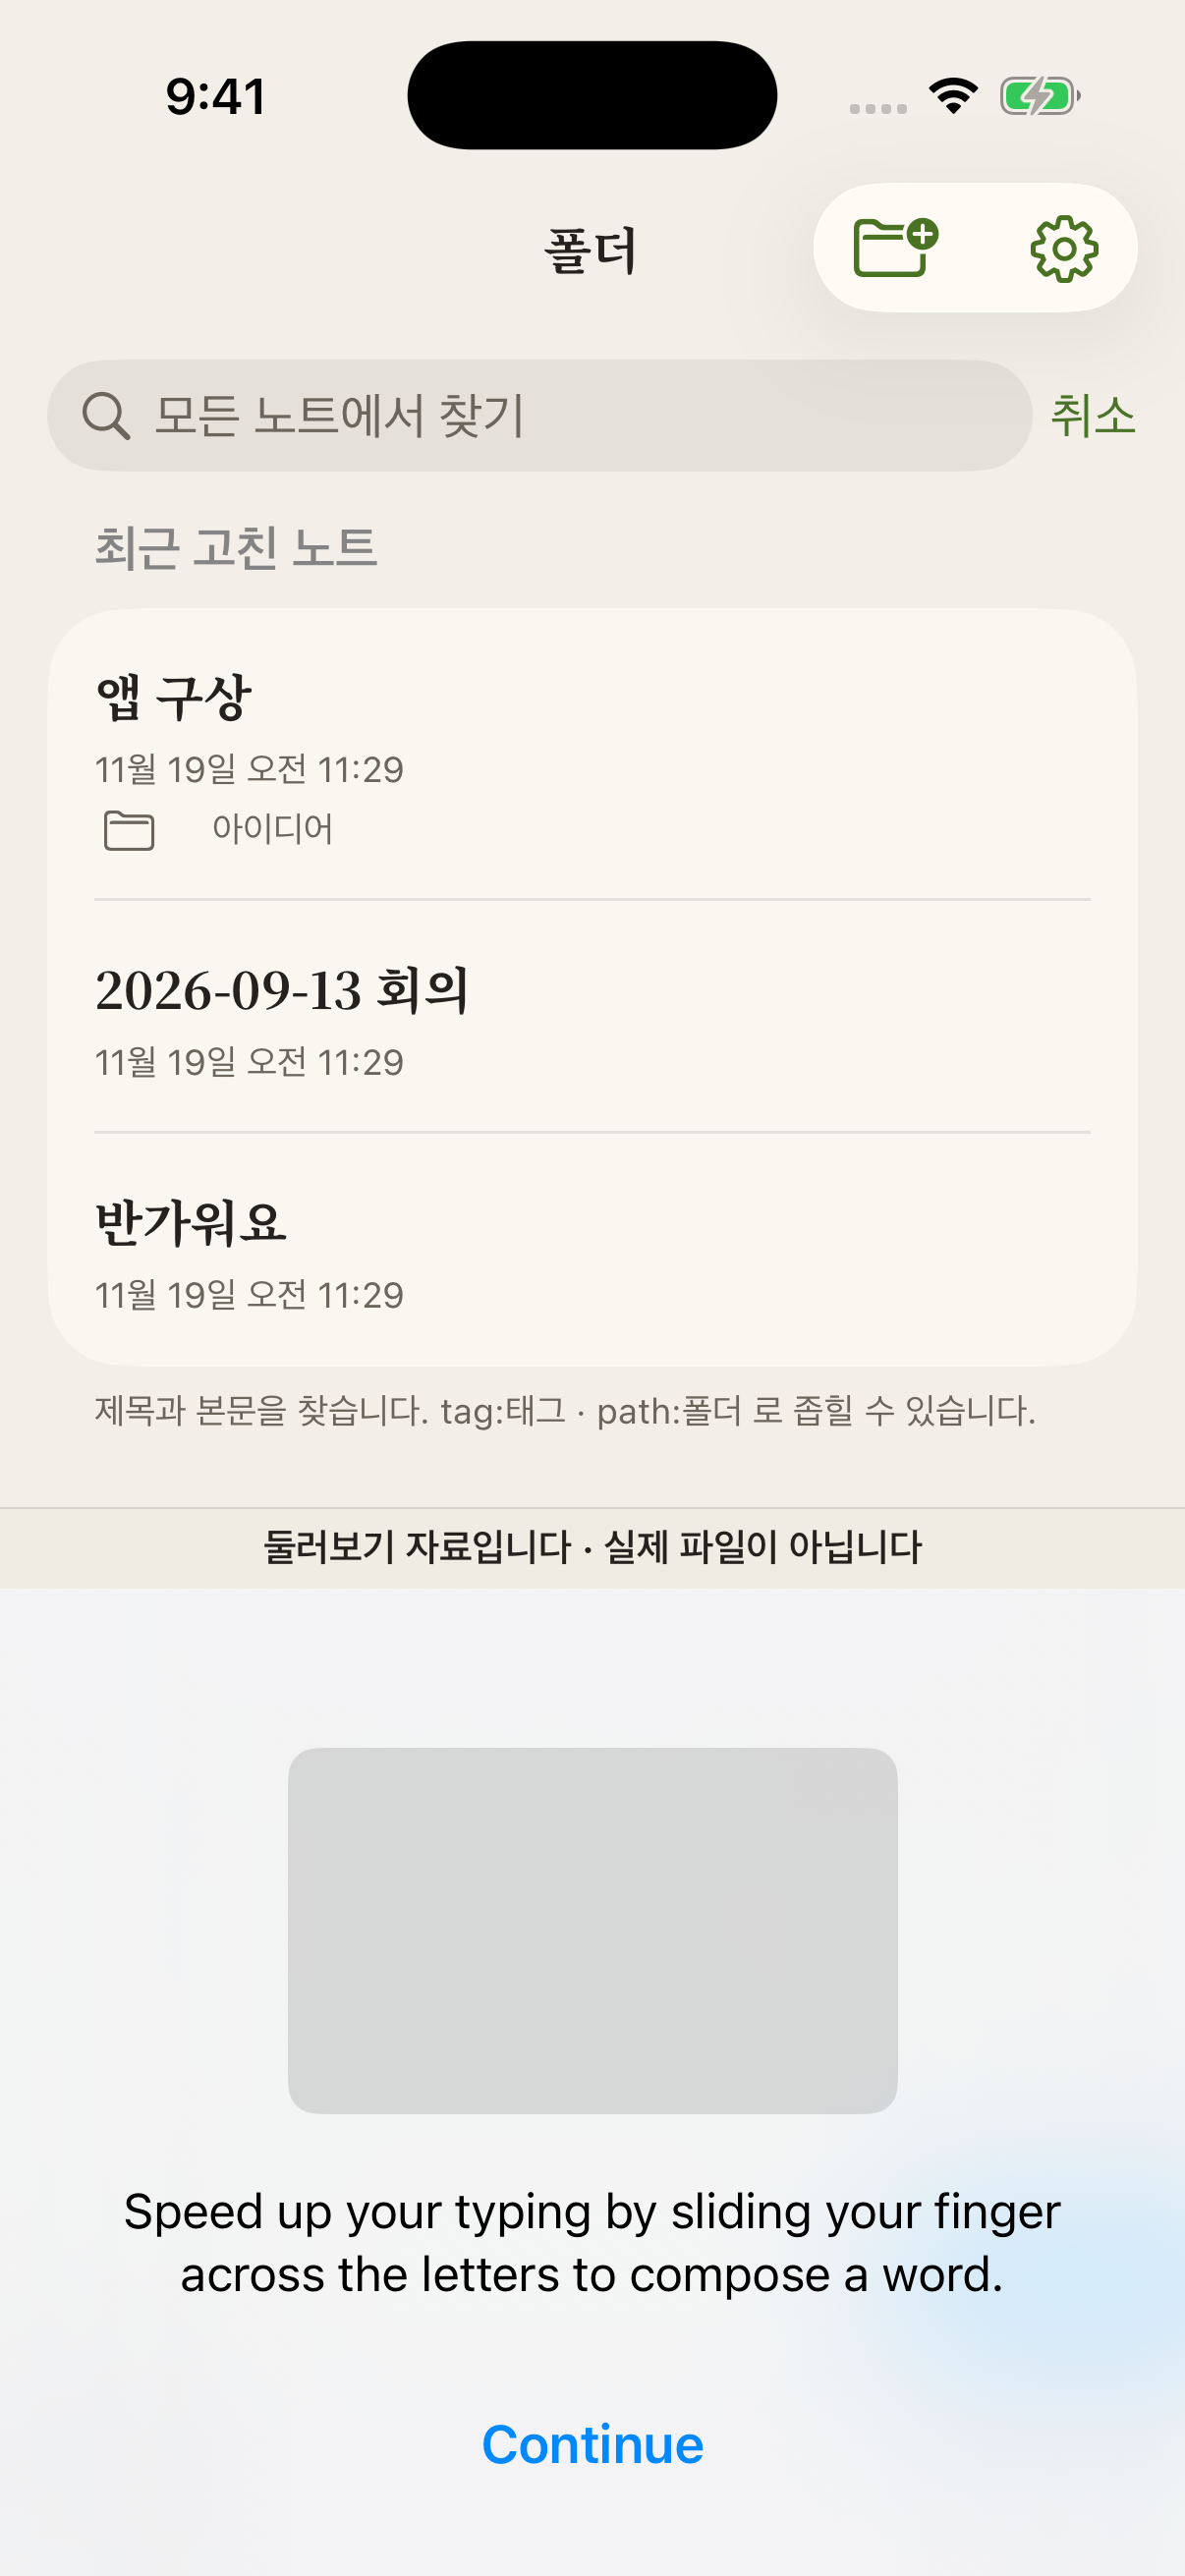 9:41
폴더
모든 노트에서 찾기
취소
최근 고친 노트
앱 구상
11월 19일 오전 11:29
아이디어
2026-09-13 회의
11월 19일 오전 11:29
반가워요
11월 19일 오전 11:29
제목과 본문을 찾습니다. tag:태그 · path:폴더 로 좁힐 수 있습니다.
둘러보기 자료입니다 · 실제 파일이 아닙니다
Speed up your typing by sliding your finger
across the letters to compose a word.
Continue